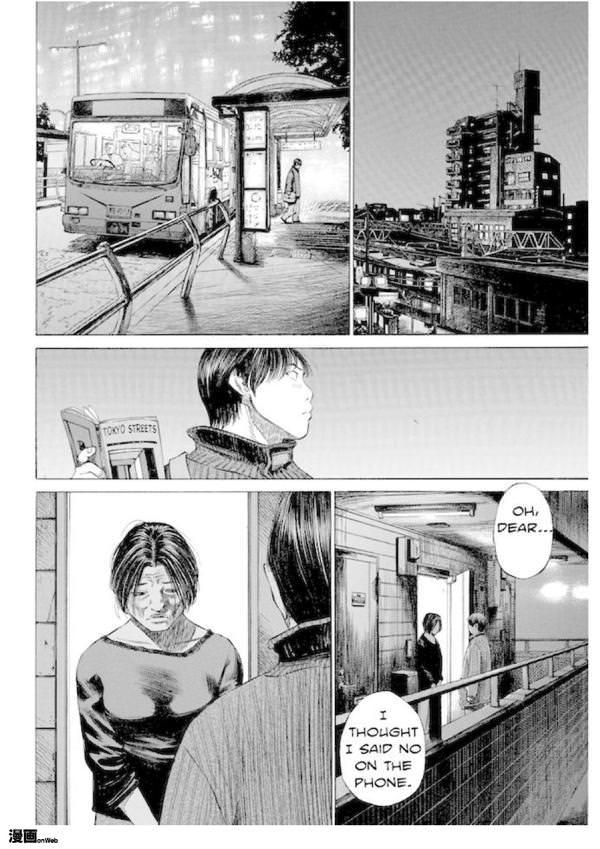 TOKYO STREETS
OH,
DEAR...
I
THOUGHT
I SAID NO
ON THE
PHONE.
漫画onWeb